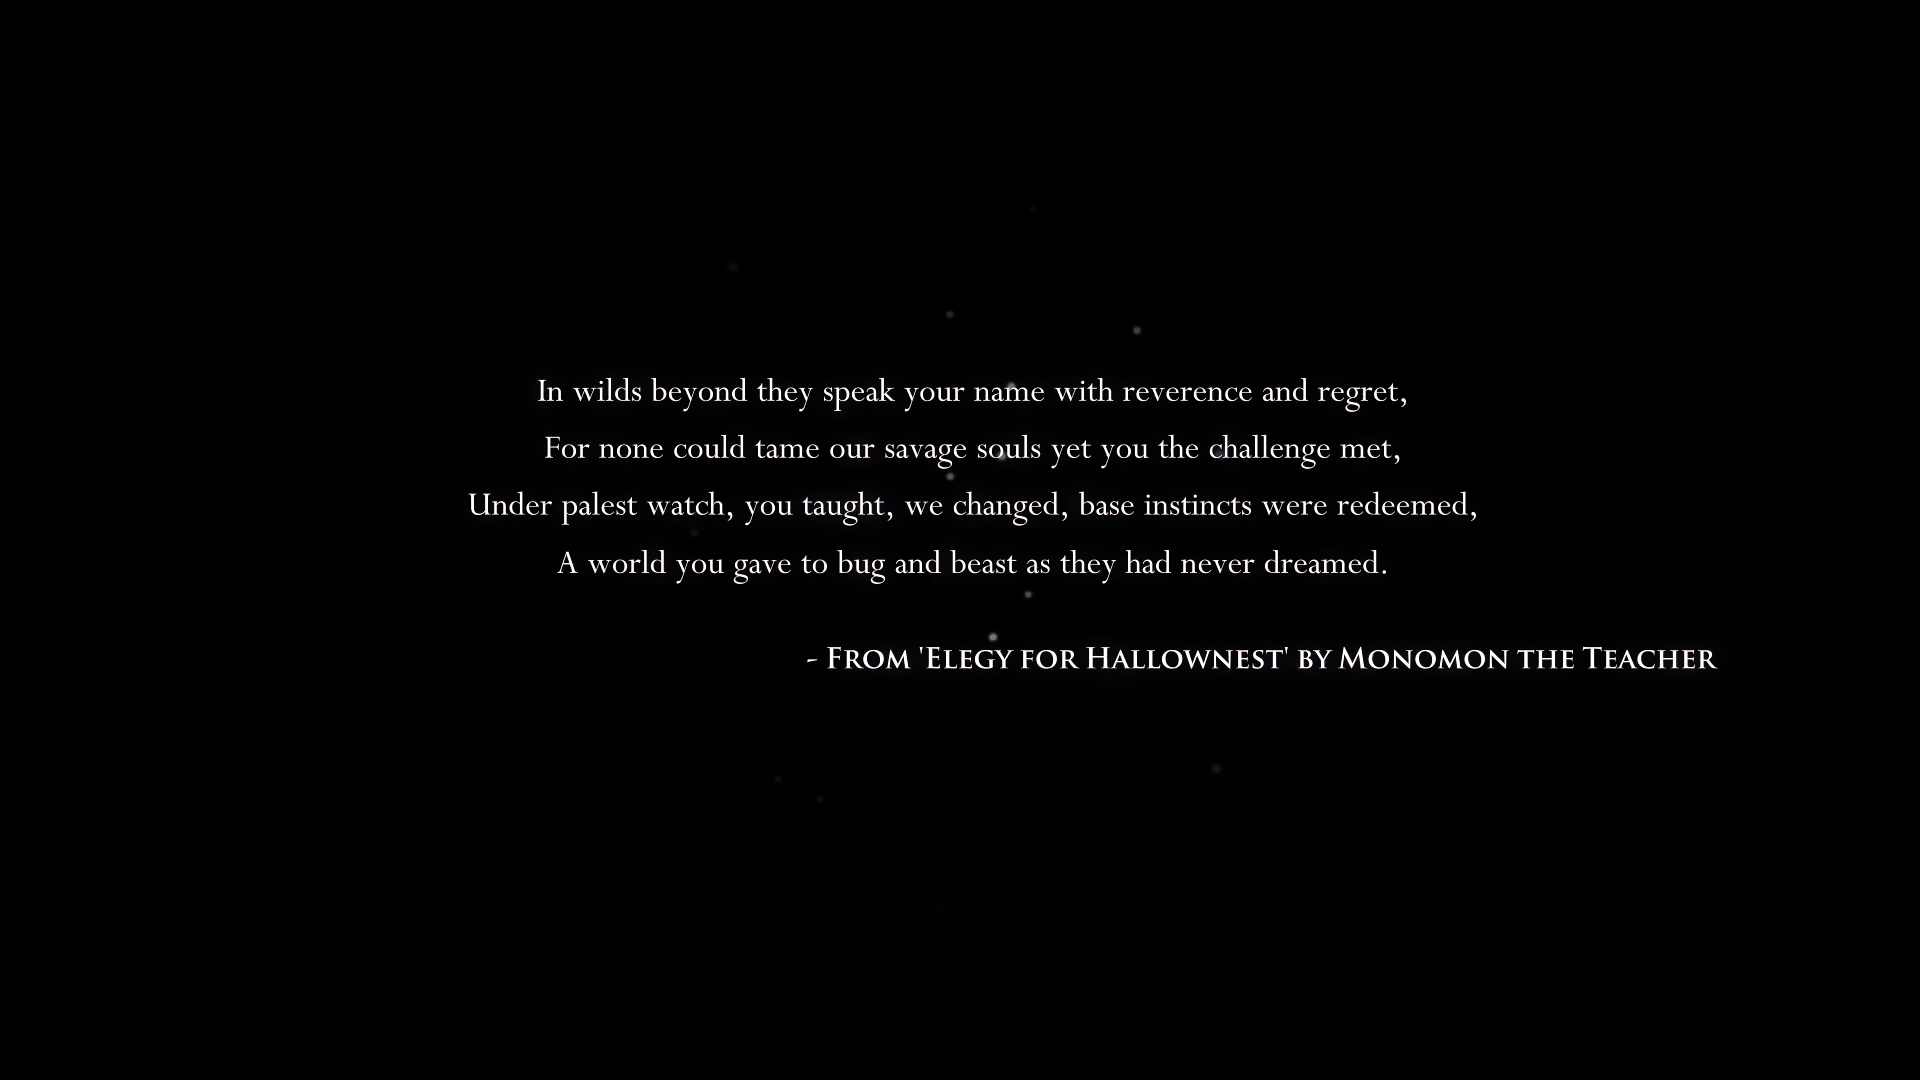 In wilds beyond they speak your name with reverence and regret,
For none could tame our savage souls yet you the challenge met,
Under palest watch, you taught, we changed, base instincts were redeemed,
A world you gave to bug and beast as they had never dreamed.
- From 'Elegy for Hallownest' by Monomon the Teacher